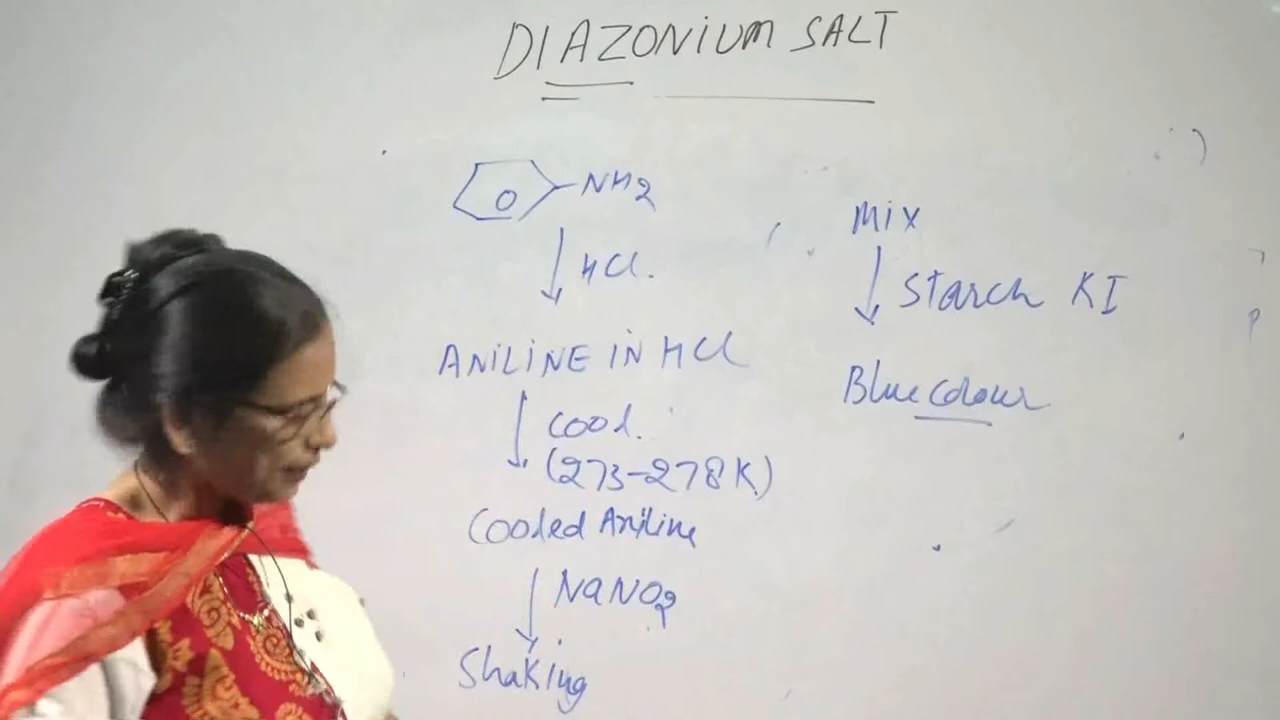 DIAZONIUM SALT
NH2
HCl.
ANILINE IN HCl
Cool.
(273-278K)
Cooled Aniline
NaNO2
Shaking
Mix
Starch KI
Blue Colour